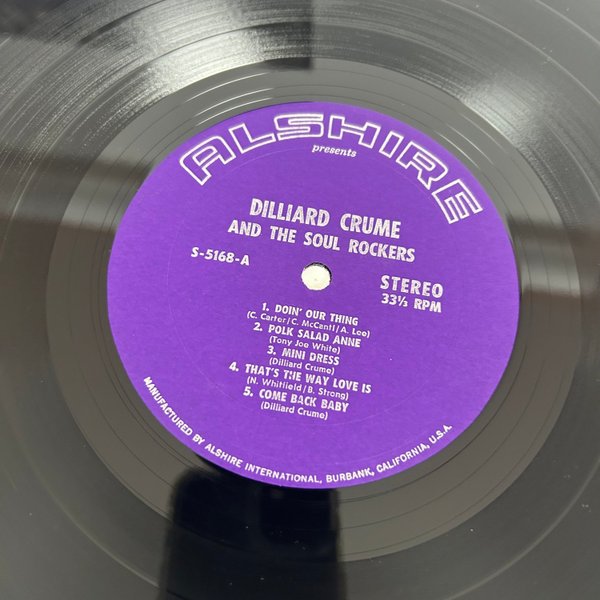 ALSHIRE
presents
DILLIARD CRUME
AND THE SOUL ROCKERS
S-5168-A
STEREO
33⅓ RPM
1. DOIN' OUR THING
(C. Carter/C. McCantl/A. Lee)
2. POLK SALAD ANNE
(Tony Joe White)
3. MINI DRESS
(Dilliard Crume)
4. THAT'S THE WAY LOVE IS
(N. Whitfield/B. Strong)
5. COME BACK BABY
(Dilliard Crume)
MANUFACTURED BY ALSHIRE INTERNATIONAL, BURBANK, CALIFORNIA, U.S.A.